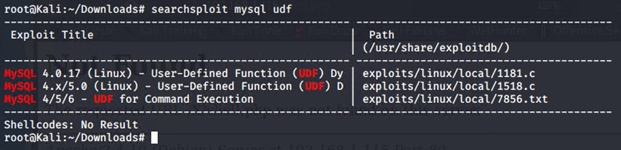 root@Kali:~/Downloads# searchsploit mysql udf
Exploit Title | Path
| (/usr/share/exploitdb/)
MySQL 4.0.17 (Linux) - User-Defined Function (UDF) Dy | exploits/linux/local/1181.c
MySQL 4.x/5.0 (Linux) - User-Defined Function (UDF) D | exploits/linux/local/1518.c
MySQL 4/5/6 - UDF for Command Execution | exploits/linux/local/7856.txt
Shellcodes: No Result
root@Kali:~/Downloads#